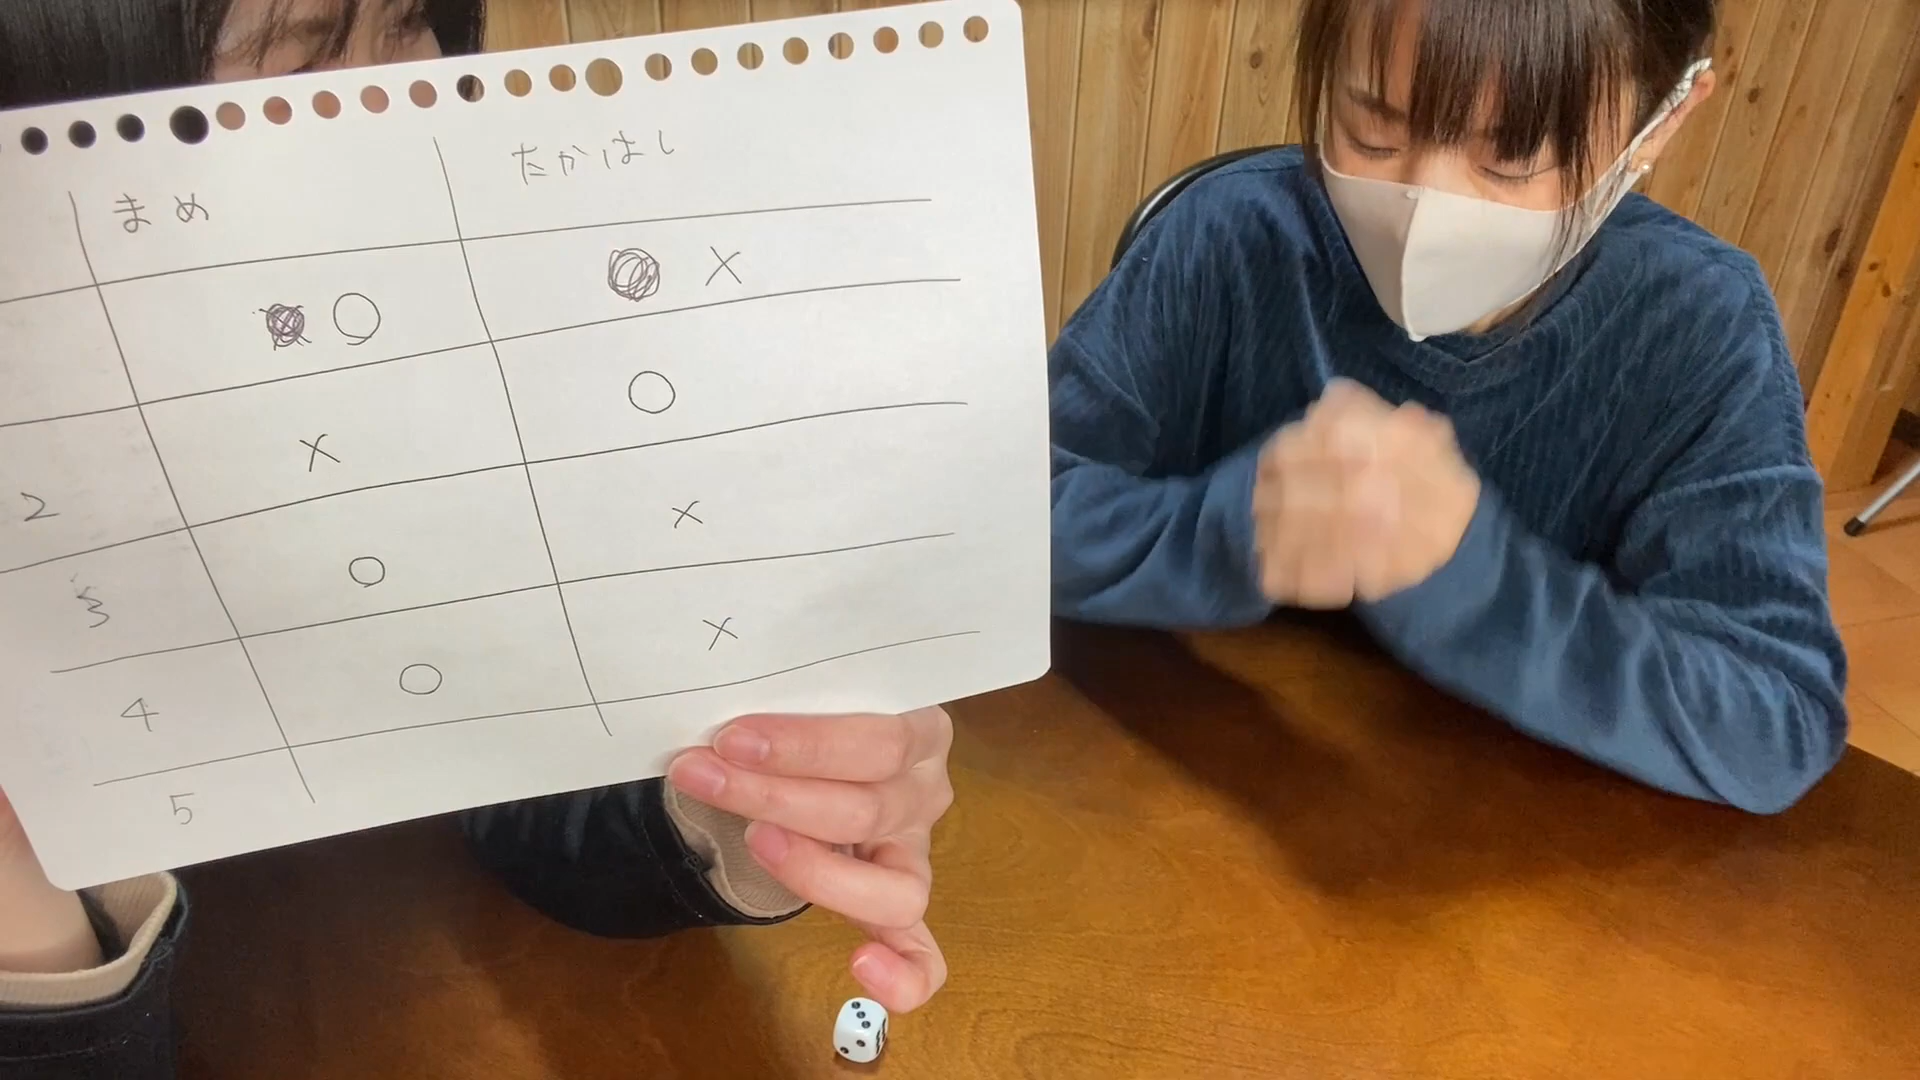 まめ たかはし
○ ×
2 × ○
3 ○ ×
4 ○ ×
5